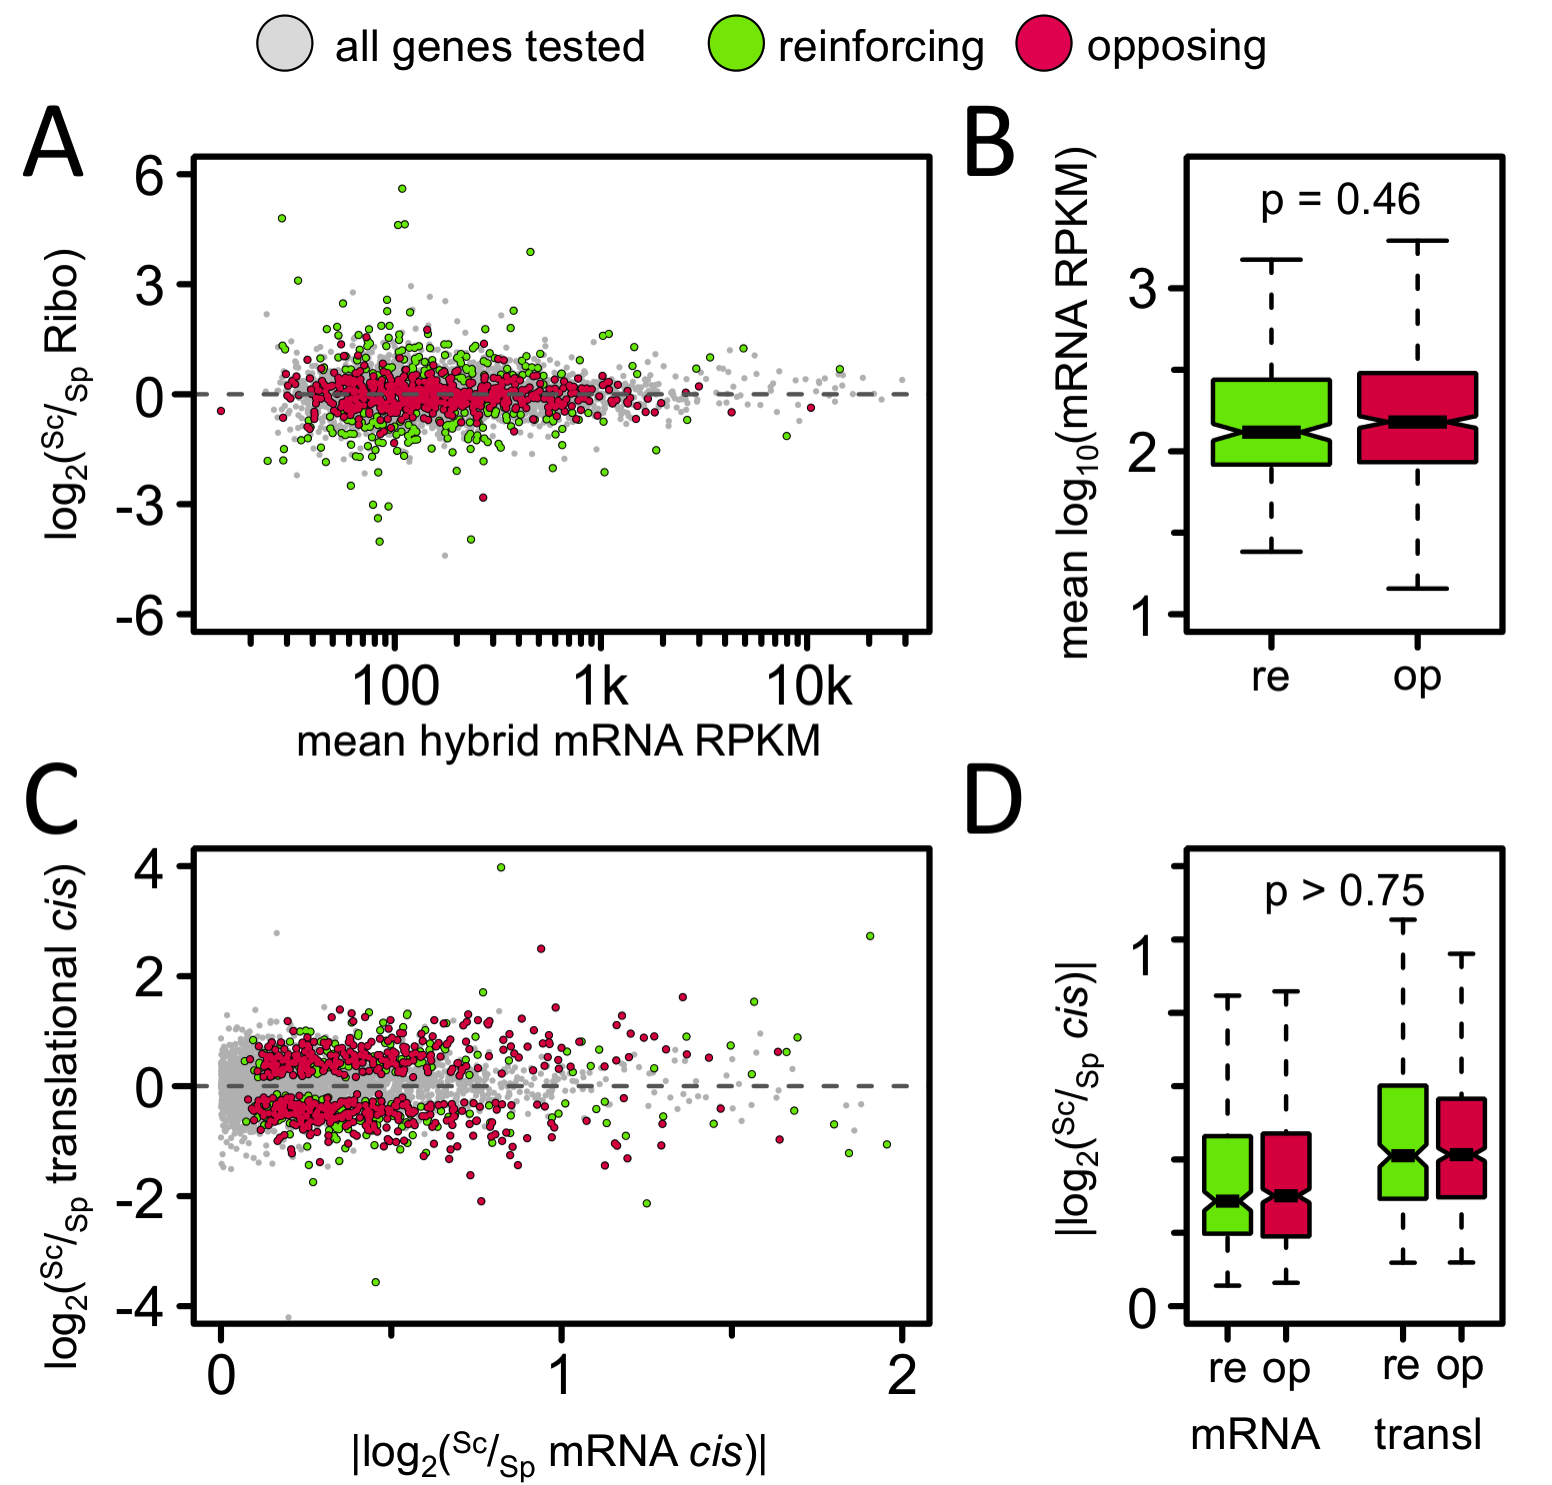 all genes tested reinforcing opposing
A
6
3
0
-3
-6
log2(Sc/Sp Ribo)
100 1k 10k
mean hybrid mRNA RPKM
B
p = 0.46
3
2
1
mean log10(mRNA RPKM)
re op
C
4
2
0
-2
-4
log2(Sc/Sp translational cis)
0 1 2
|log2(Sc/Sp mRNA cis)|
D
p > 0.75
1
0
|log2(Sc/Sp cis)|
re op re op
mRNA transl